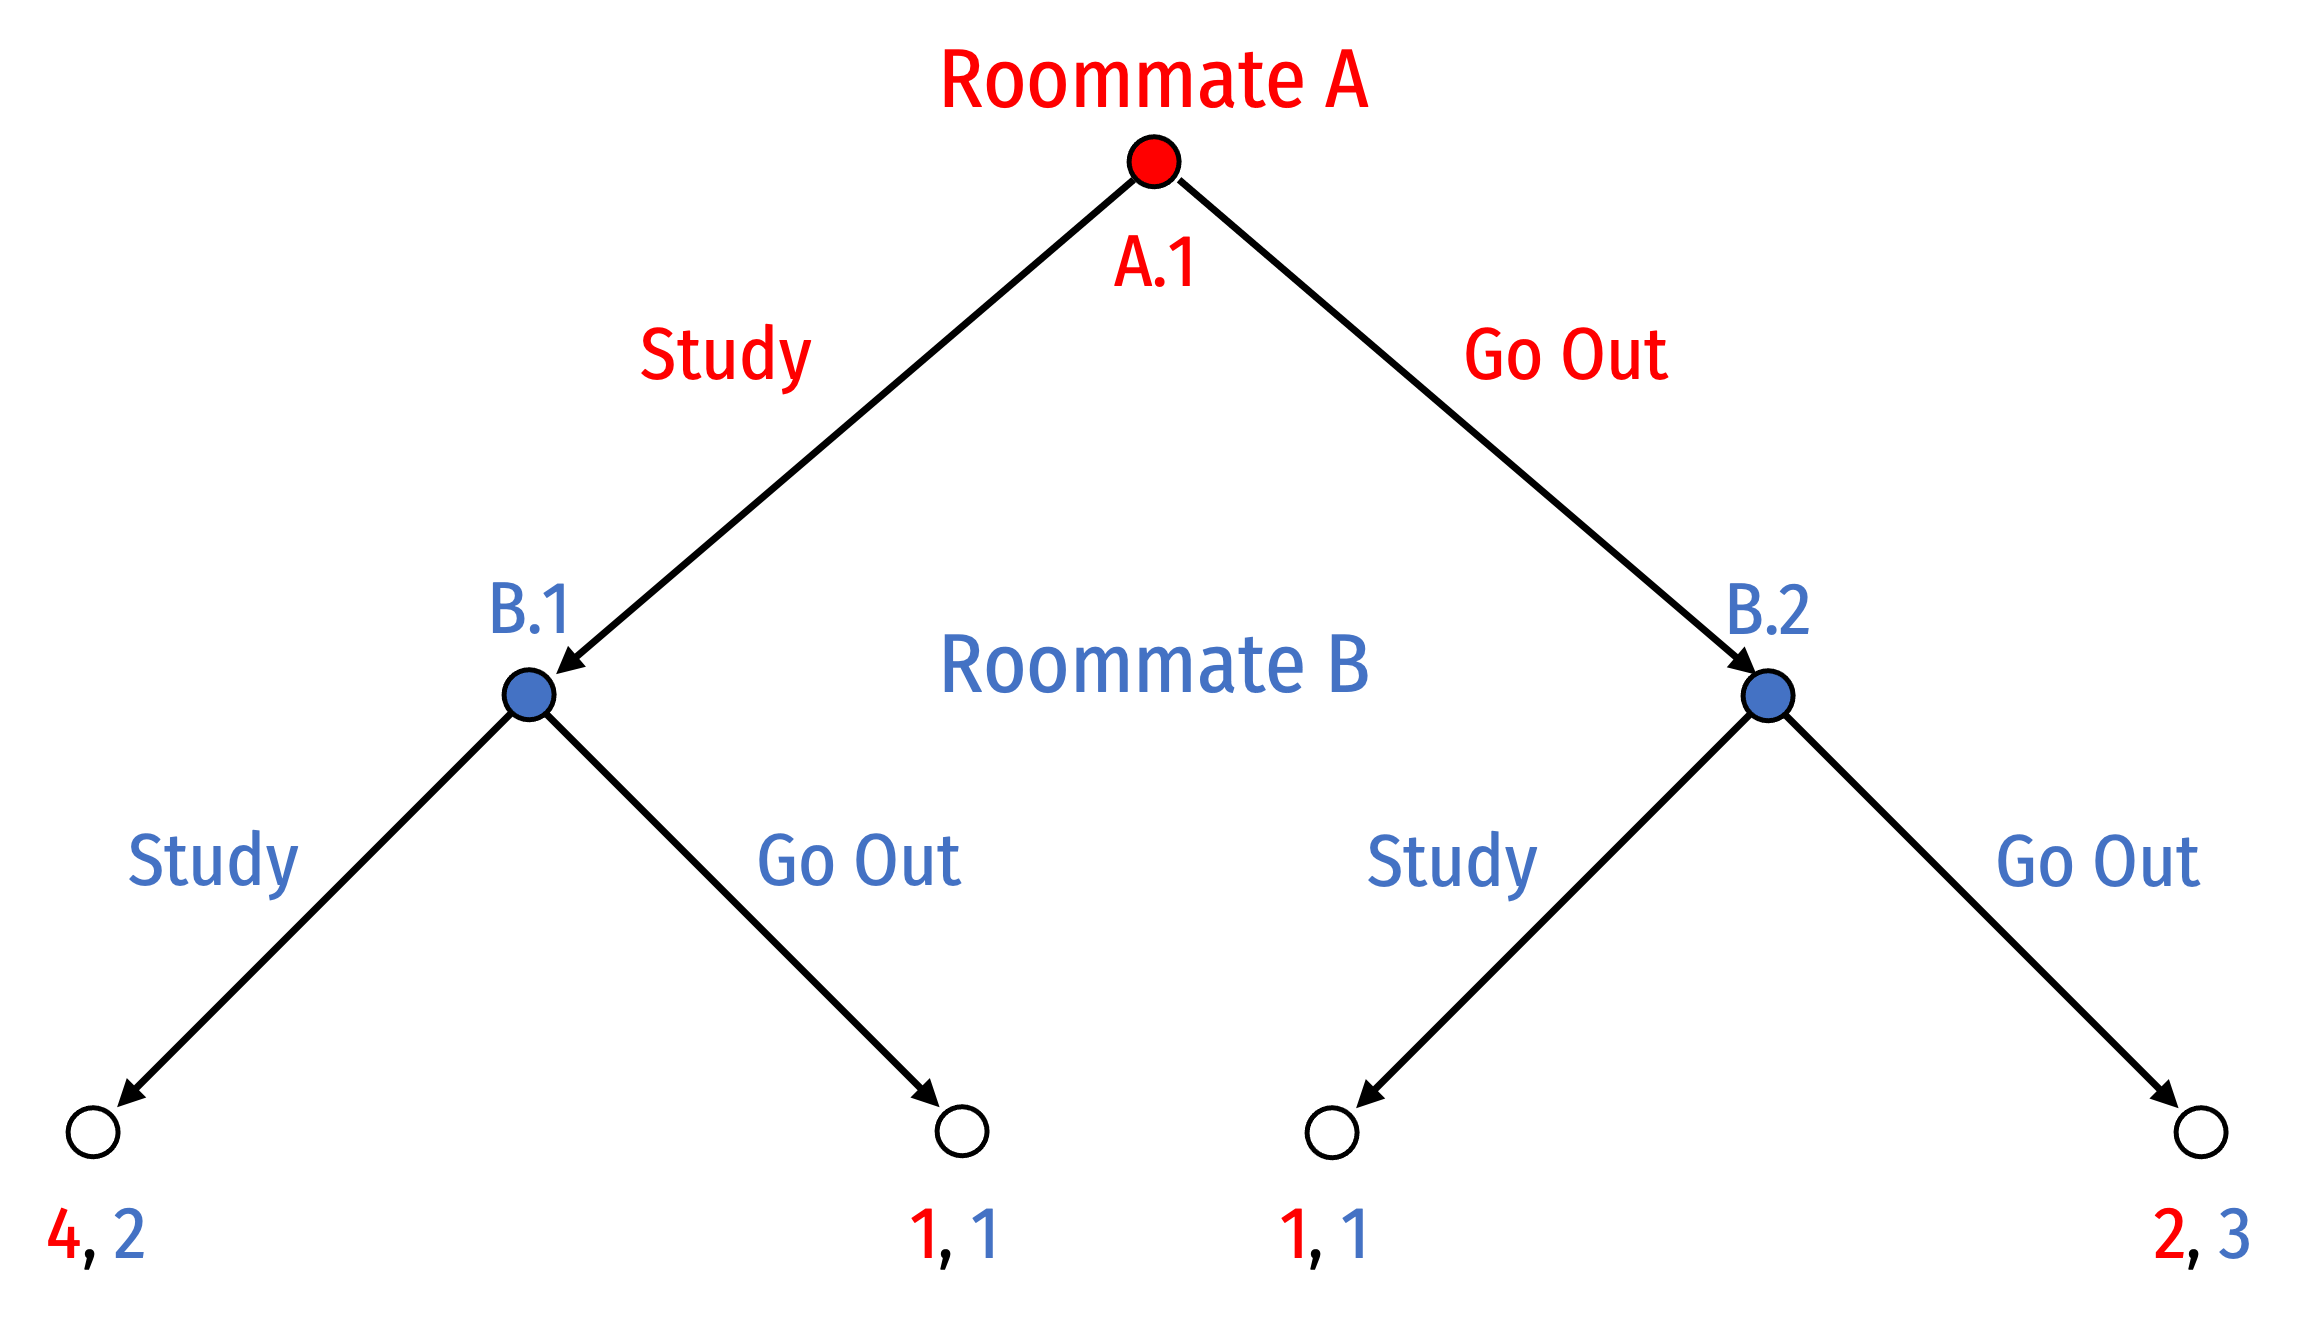 Roommate A
A.1
Study
Go Out
B.1
Roommate B
B.2
Study
Go Out
Study
Go Out
4, 2
1, 1
1, 1
2, 3